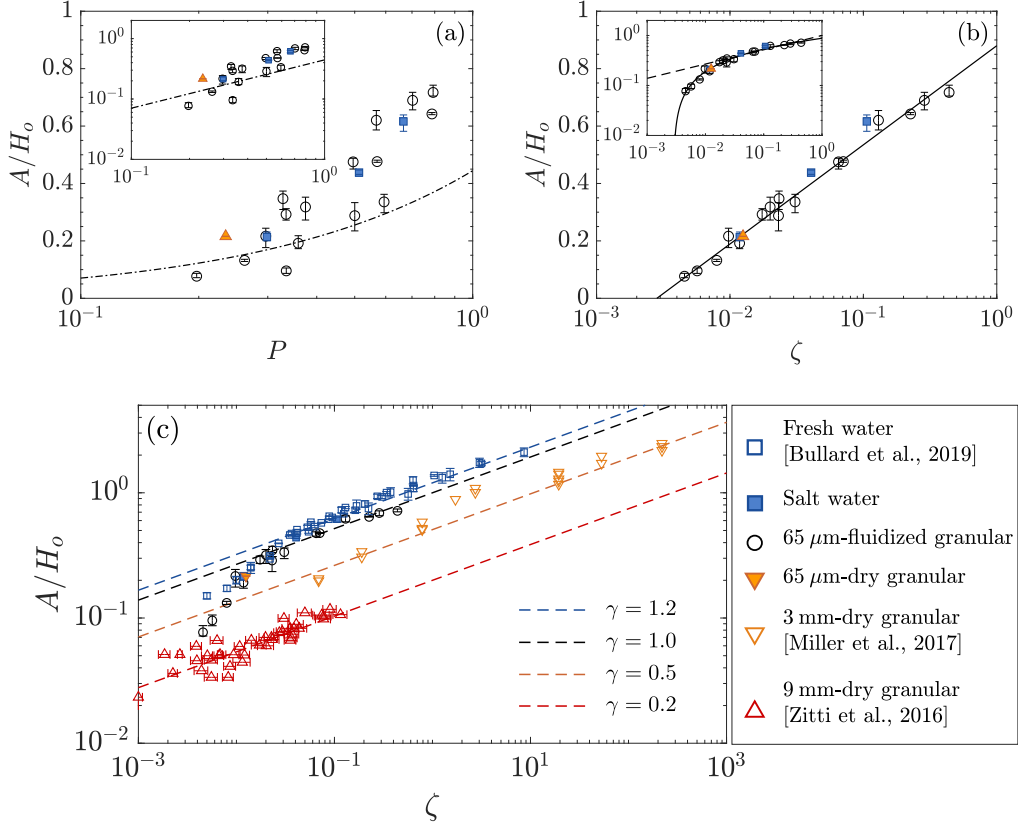 1
0.8
0.6
0.4
0.2
0
A/H_o
10^0
10^-1
10^-2
10^-1
10^0
(a)
10^-1
10^0
P
1
0.8
0.6
0.4
0.2
0
A/H_o
10^0
10^-1
10^-2
10^-3
10^-2
10^-1
10^0
(b)
10^-3
10^-2
10^-1
10^0
ζ
(c)
10^0
10^-1
10^-2
A/H_o
γ = 1.2
γ = 1.0
γ = 0.5
γ = 0.2
10^-3
10^-1
10^1
10^3
ζ
Fresh water
[Bullard et al., 2019]
Salt water
65 μm-fluidized granular
65 μm-dry granular
3 mm-dry granular
[Miller et al., 2017]
9 mm-dry granular
[Zitti et al., 2016]